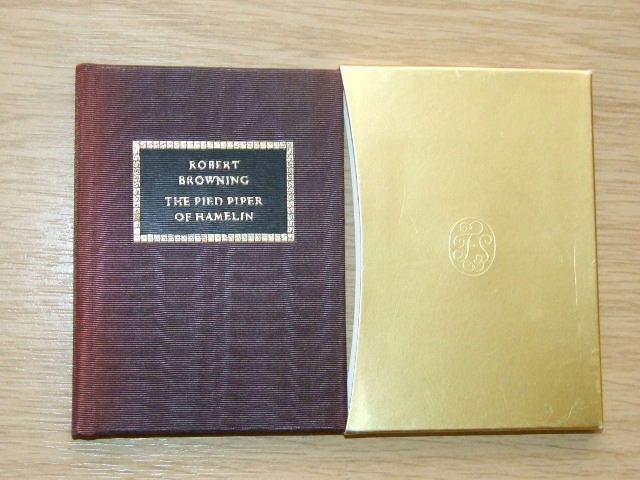 ROBERT
BROWNING
THE PIED PIPER
OF HAMELIN